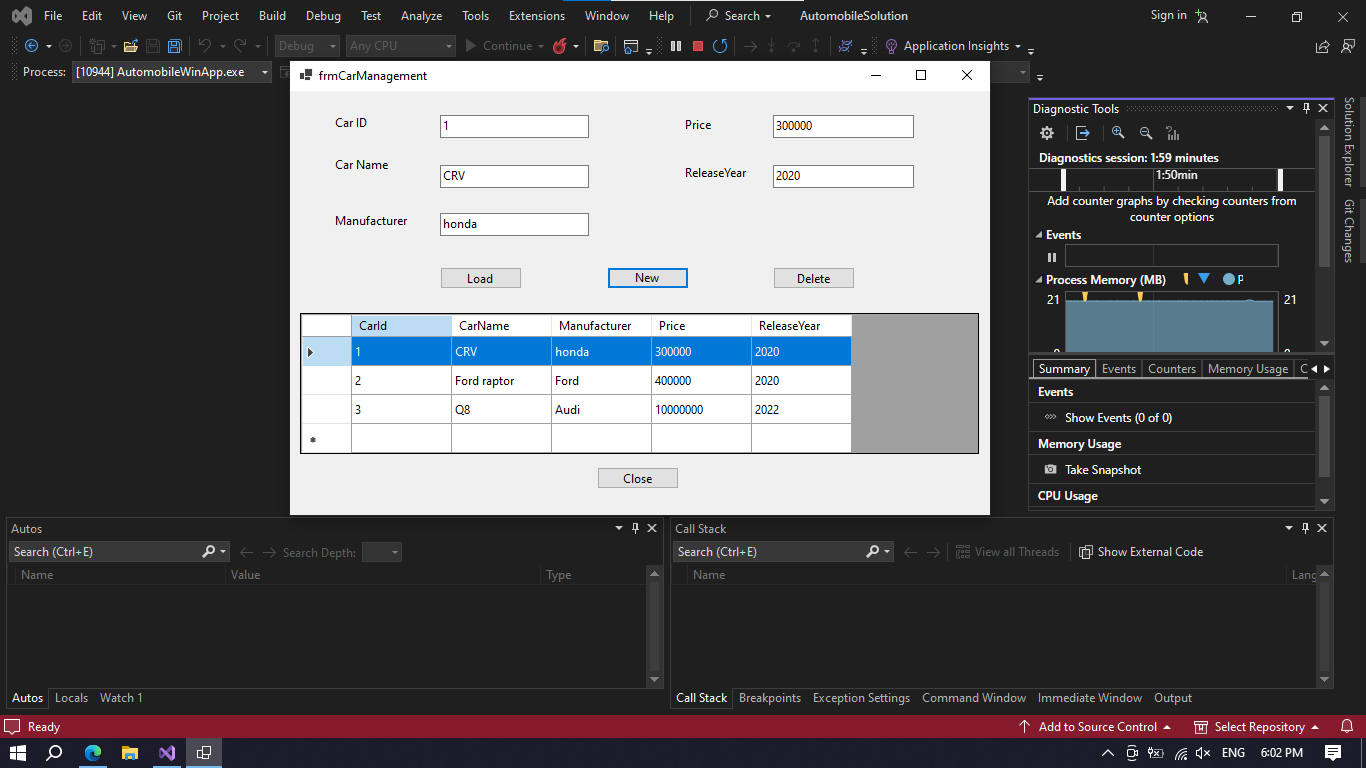 File Edit View Git Project Build Debug Test Analyze Tools Extensions Window Help Search AutomobileSolution Sign in
Debug Any CPU Continue Application Insights
Process: [10944] AutomobileWinApp.exe
frmCarManagement
Car ID 1 Price 300000
Car Name CRV ReleaseYear 2020
Manufacturer honda
Load New Delete
CarId CarName Manufacturer Price ReleaseYear
1 CRV honda 300000 2020
2 Ford raptor Ford 400000 2020
3 Q8 Audi 10000000 2022
Close
Diagnostic Tools
Diagnostics session: 1:59 minutes
1:50min
Add counter graphs by checking counters from
counter options
Events
Process Memory (MB) P
21 21
0 0
Summary Events Counters Memory Usage C
Events
Show Events (0 of 0)
Memory Usage
Take Snapshot
CPU Usage
Solution Explorer
Git Changes
Autos
Search (Ctrl+E) Search Depth:
Name Value Type
Autos Locals Watch 1
Call Stack
Search (Ctrl+E) View all Threads Show External Code
Name Lang
Call Stack Breakpoints Exception Settings Command Window Immediate Window Output
Ready Add to Source Control Select Repository
ENG 6:02 PM